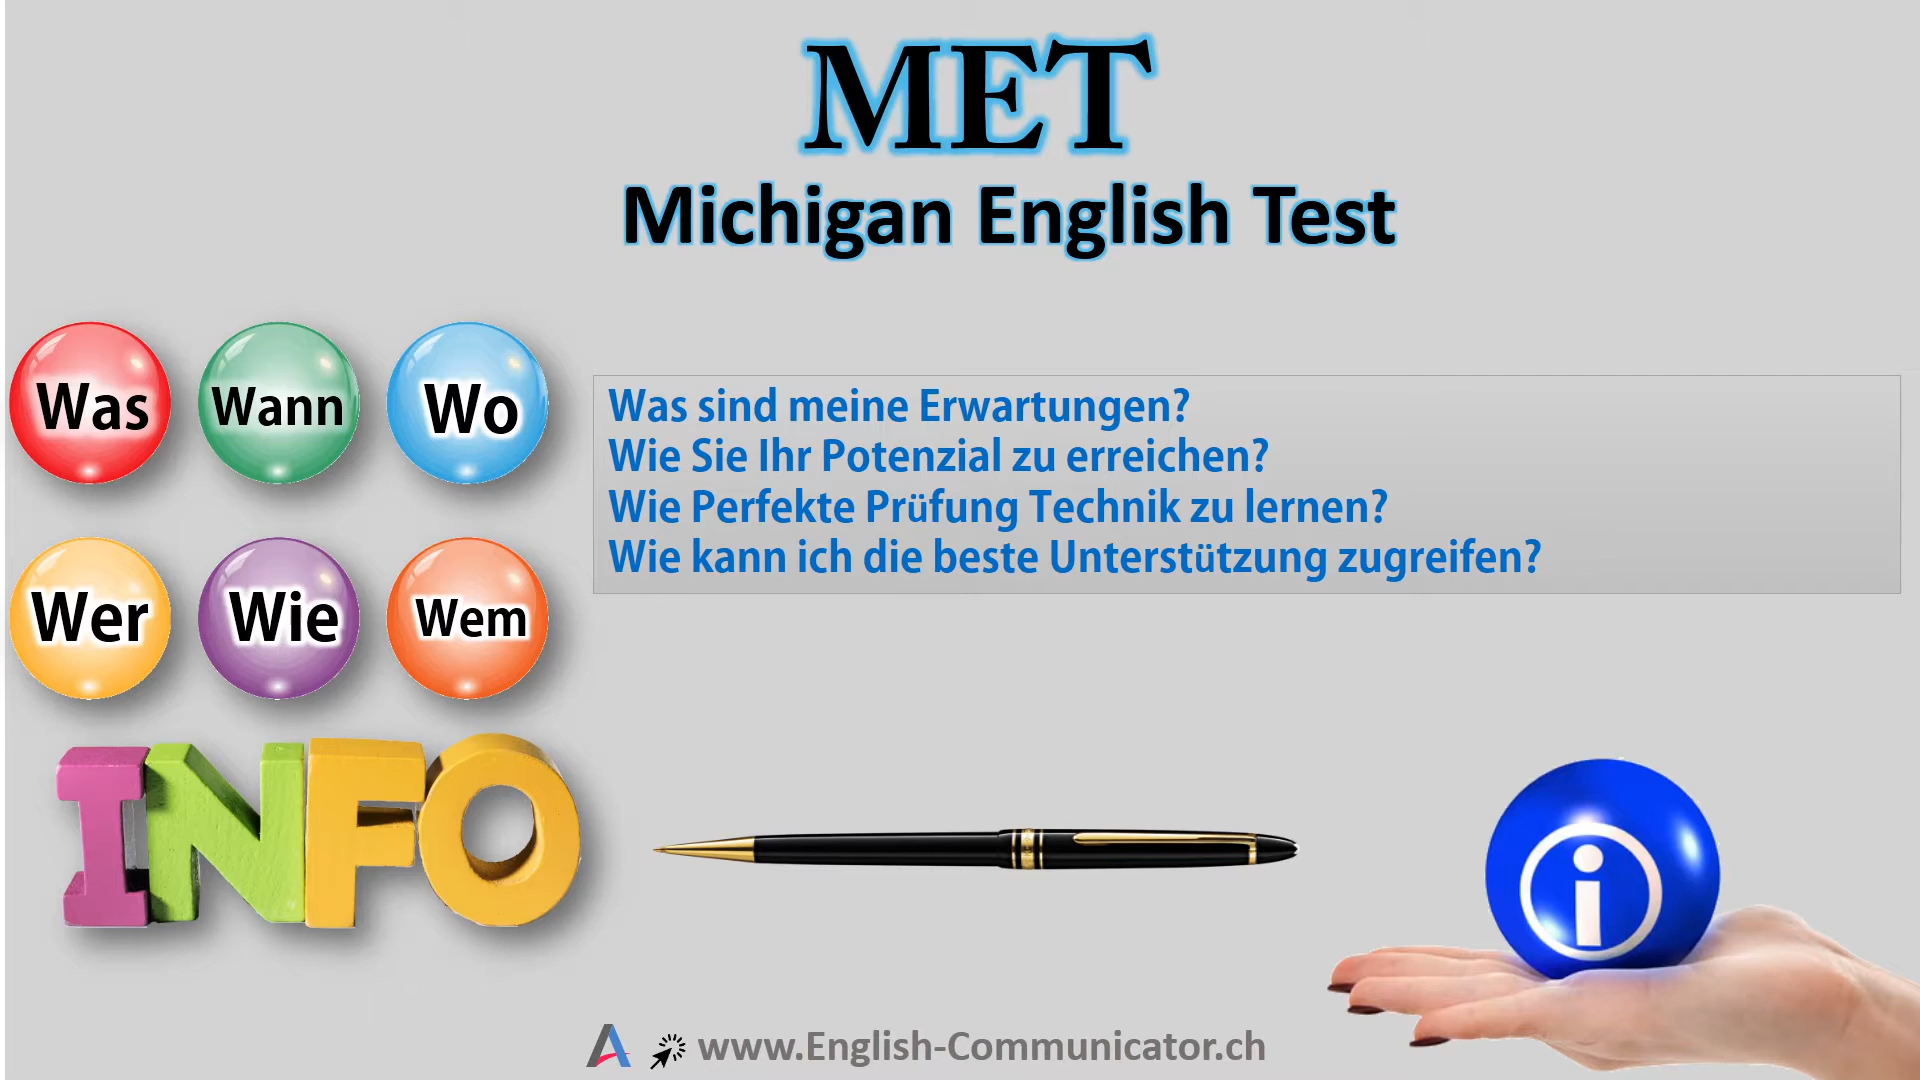 MET
Michigan English Test
Was
Wann
Wo
Wer
Wie
Wem
Was sind meine Erwartungen?
Wie Sie Ihr Potenzial zu erreichen?
Wie Perfekte Prüfung Technik zu lernen?
Wie kann ich die beste Unterstützung zugreifen?
INFO
i
www.English-Communicator.ch